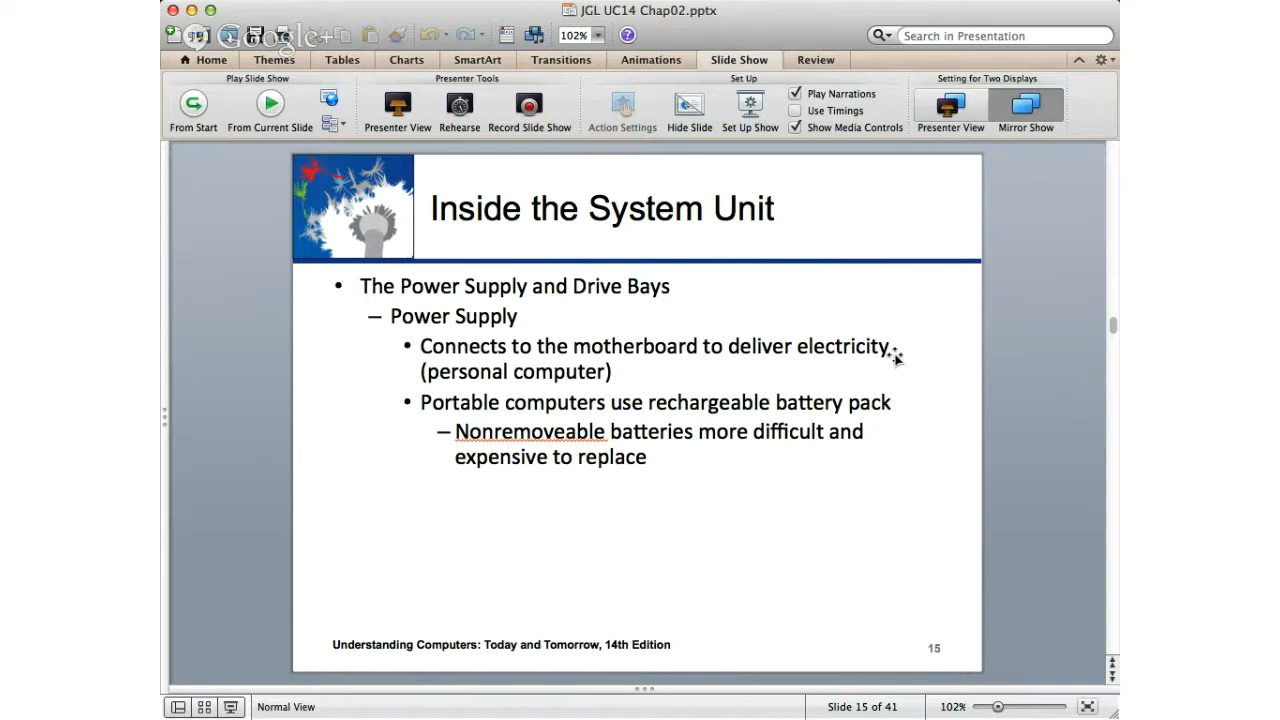 JGL UC14 Chap02.pptx
Google+
102%
Search in Presentation
Home Themes Tables Charts SmartArt Transitions Animations Slide Show Review
Play Slide Show Presenter Tools Set Up Setting for Two Displays
Play Narrations
Use Timings
Show Media Controls
From Start From Current Slide Presenter View Rehearse Record Slide Show Action Settings Hide Slide Set Up Show Presenter View Mirror Show
Inside the System Unit
• The Power Supply and Drive Bays
– Power Supply
• Connects to the motherboard to deliver electricity
(personal computer)
• Portable computers use rechargeable battery pack
– Nonremoveable batteries more difficult and
expensive to replace
Understanding Computers: Today and Tomorrow, 14th Edition
15
Normal View Slide 15 of 41 102%